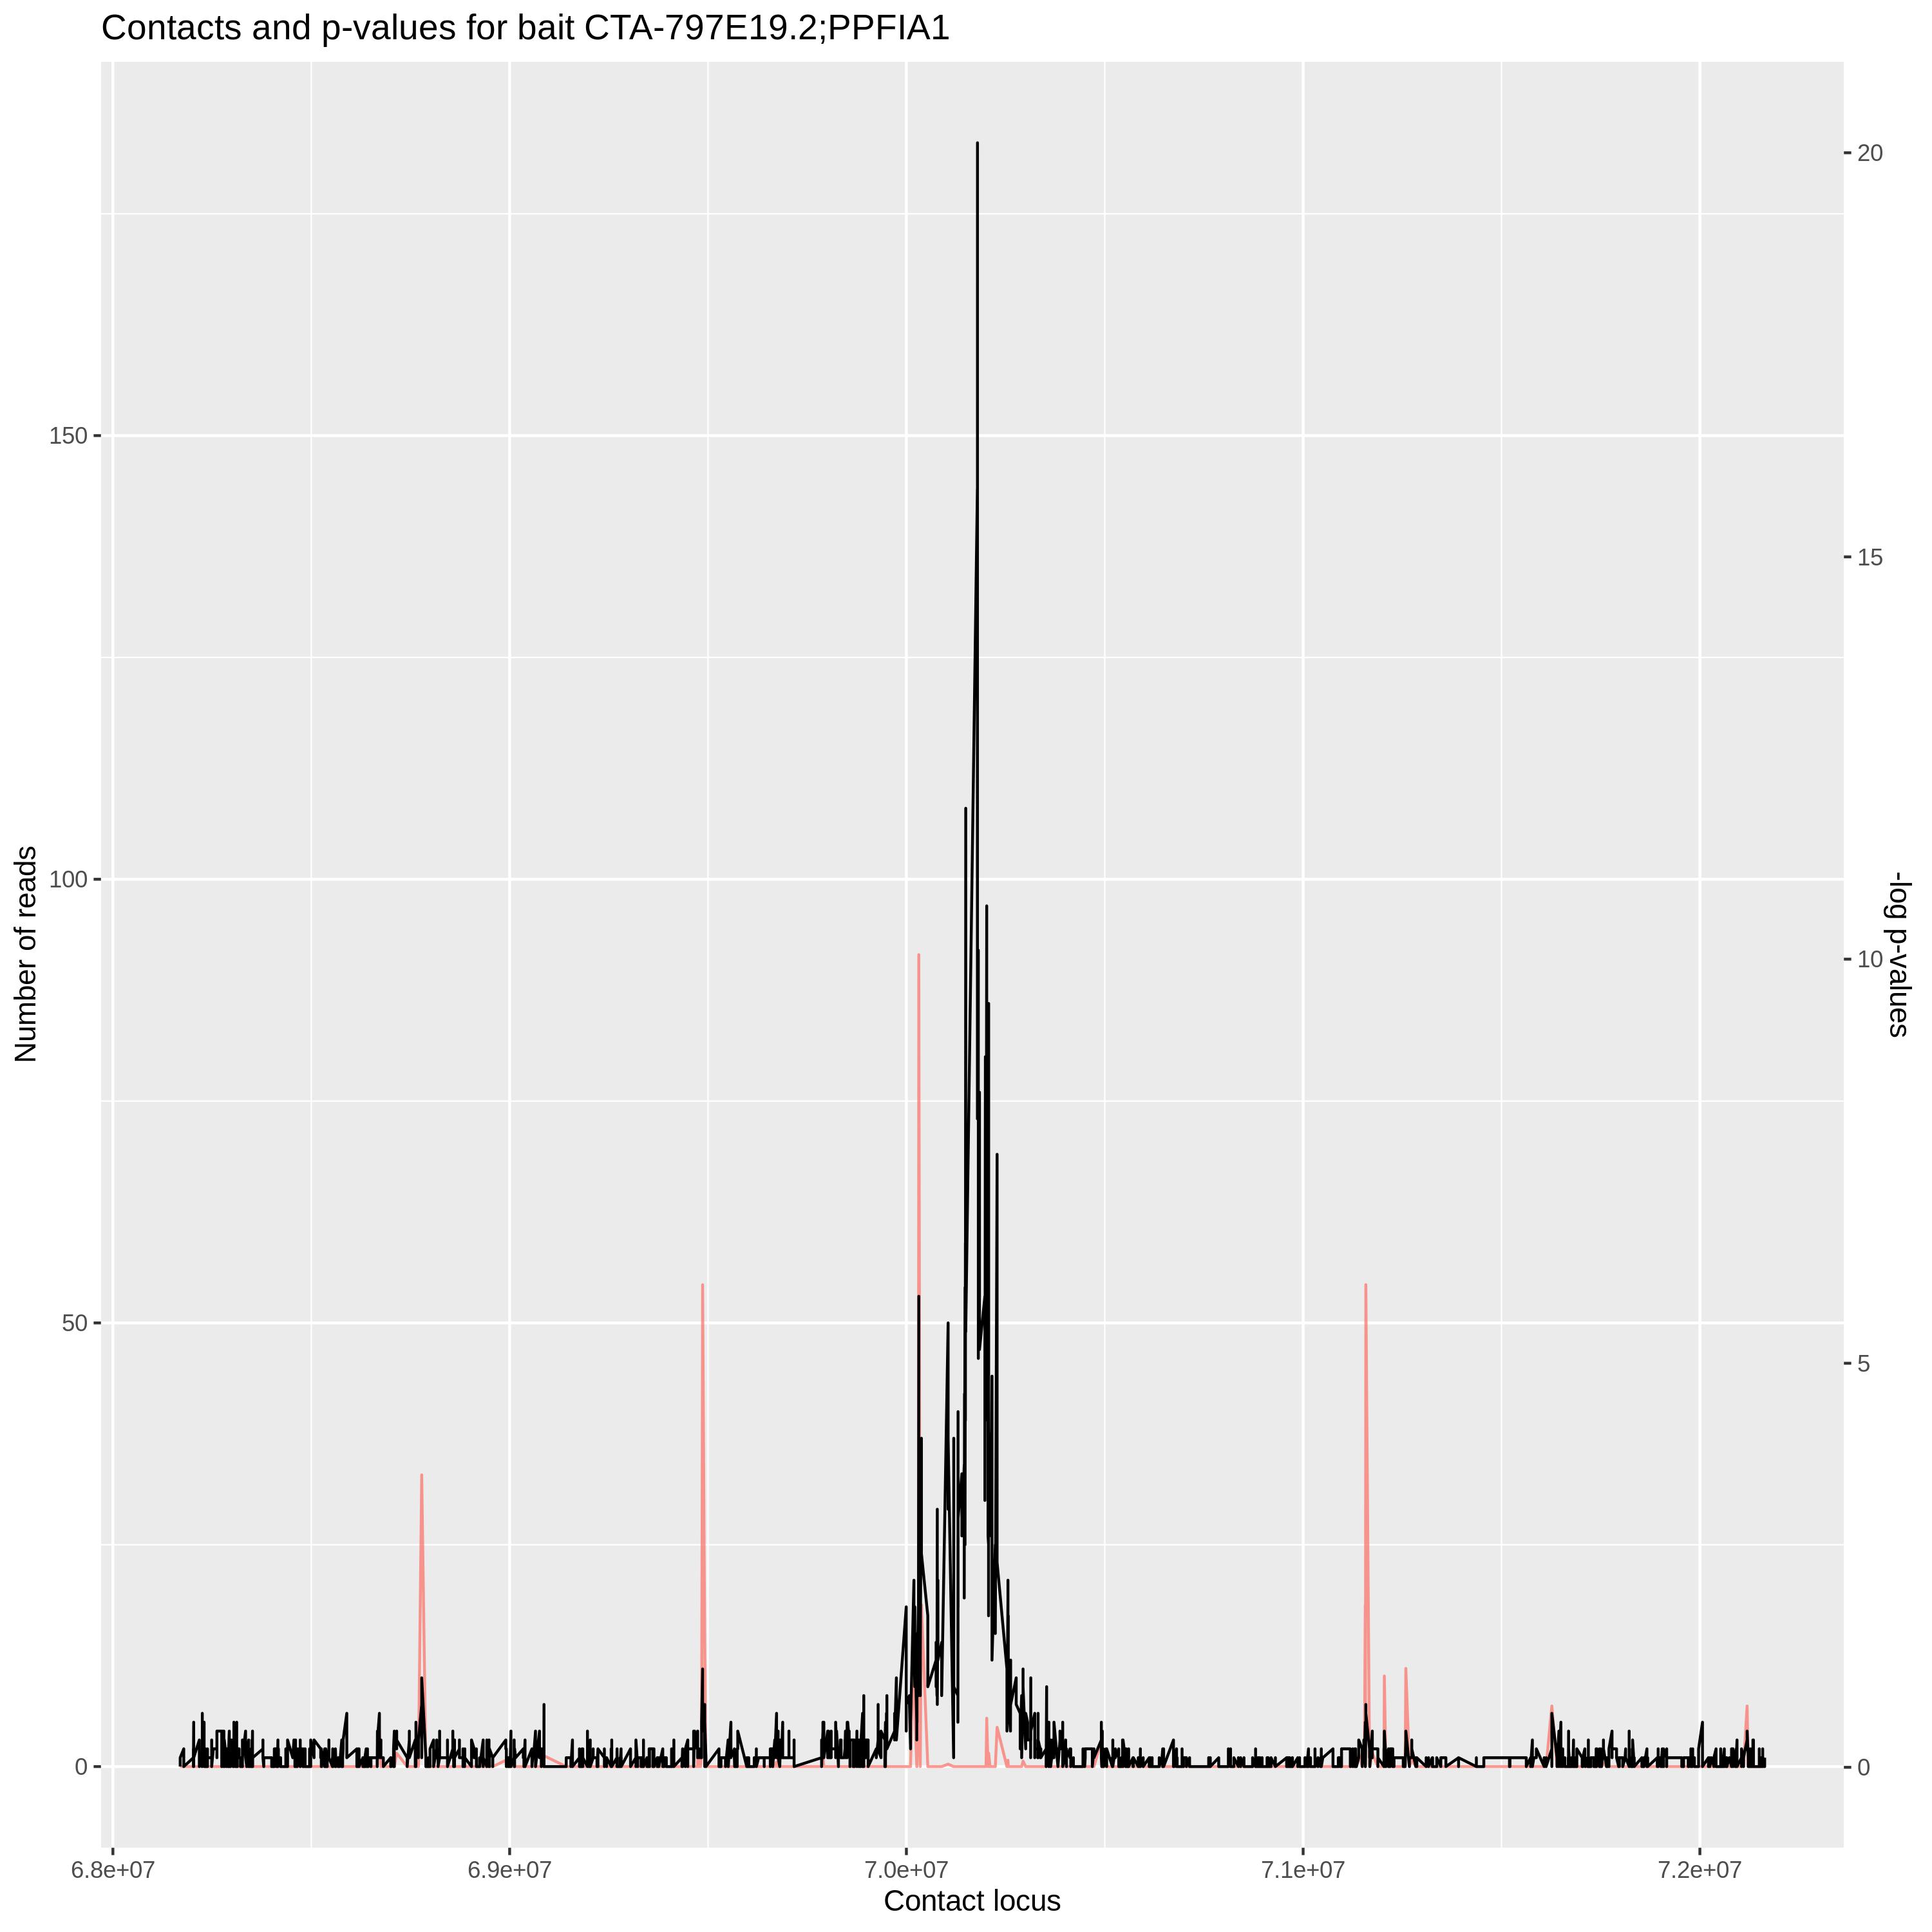 Contacts and p-values for bait CTA-797E19.2;PPFIA1
Number of reads
150
100
50
0
20
15
10
5
0
-log p-values
6.8e+07
6.9e+07
7.0e+07
7.1e+07
7.2e+07
Contact locus